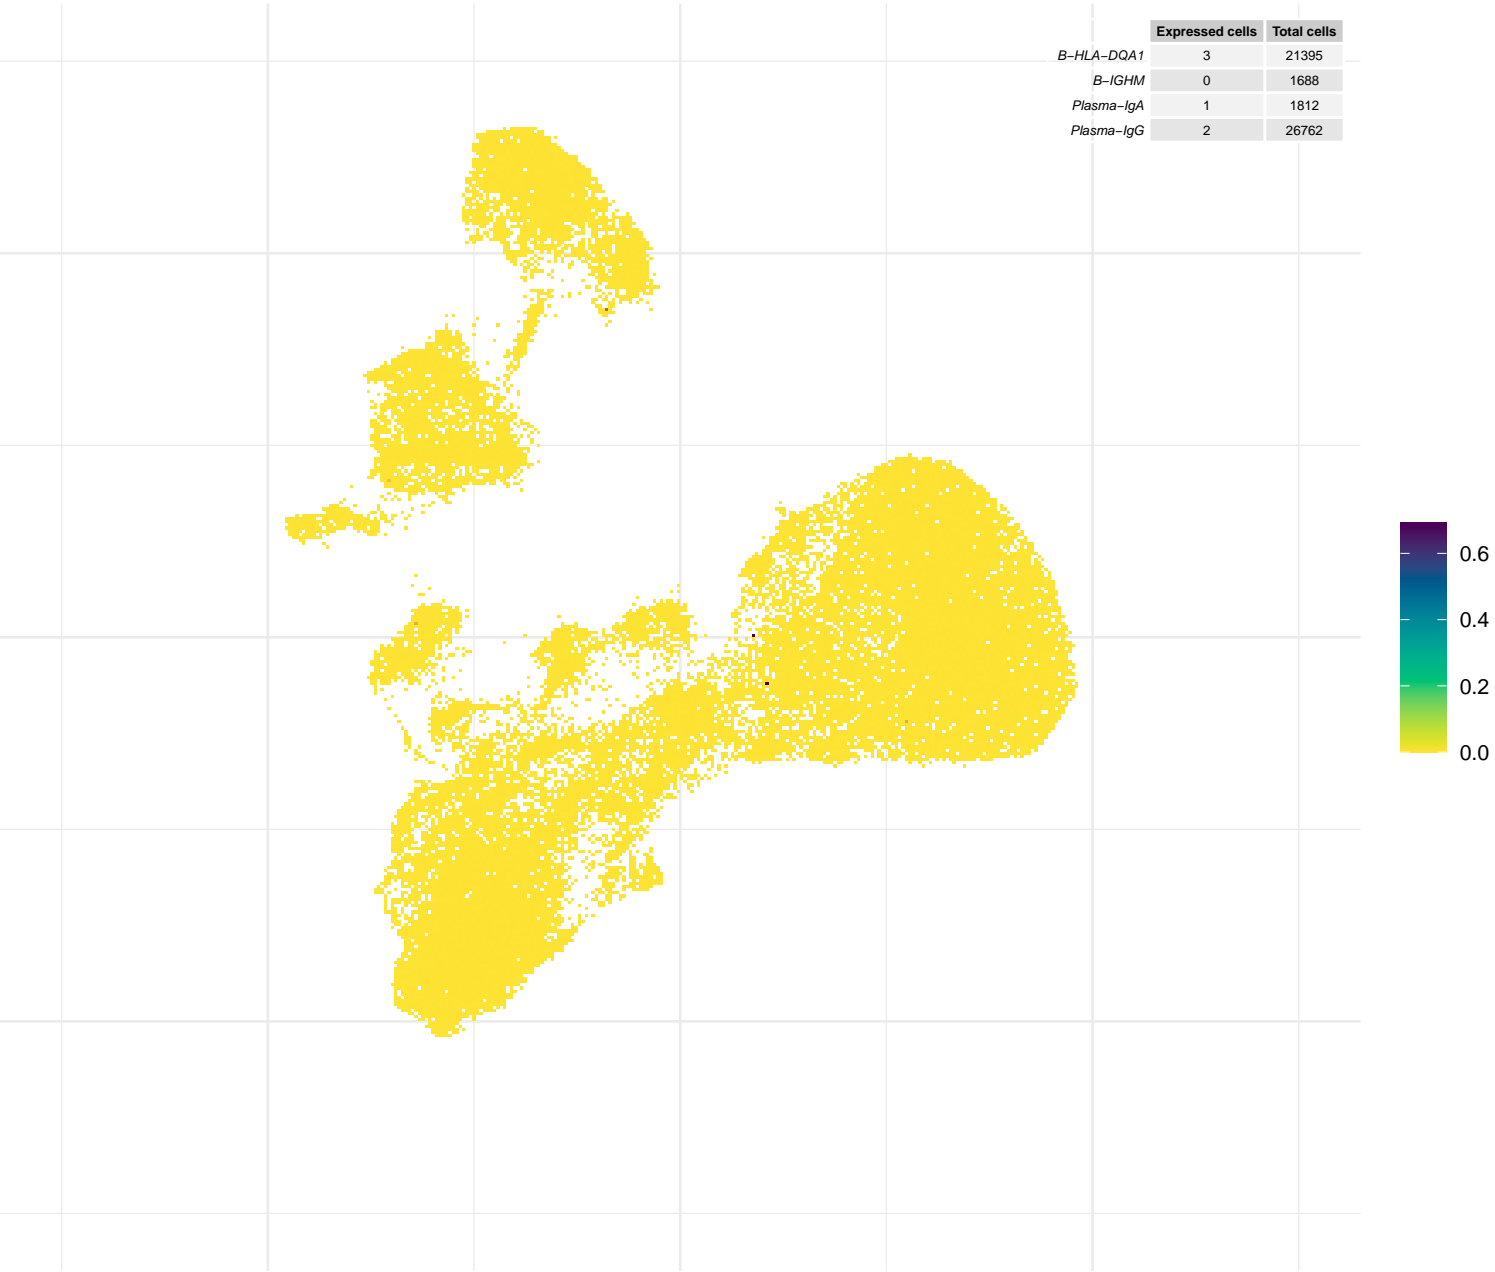 Expressed cells Total cells
B−HLA−DQA1 3 21395
B−IGHM 0 1688
Plasma−IgA 1 1812
Plasma−IgG 2 26762
0.6
0.4
0.2
0.0